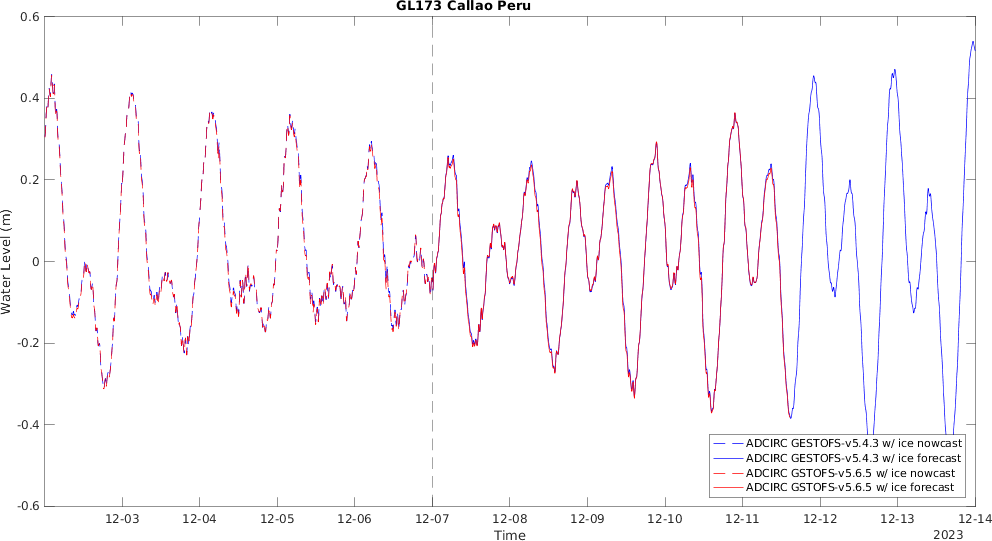 GL173 Callao Peru
0.6
0.4
0.2
0
-0.2
-0.4
-0.6
Water Level (m)
ADCIRC GESTOFS-v5.4.3 w/ ice nowcast
ADCIRC GESTOFS-v5.4.3 w/ ice forecast
ADCIRC GSTOFS-v5.6.5 w/ ice nowcast
ADCIRC GSTOFS-v5.6.5 w/ ice forecast
12-03 12-04 12-05 12-06 12-07 12-08 12-09 12-10 12-11 12-12 12-13 12-14
Time
2023